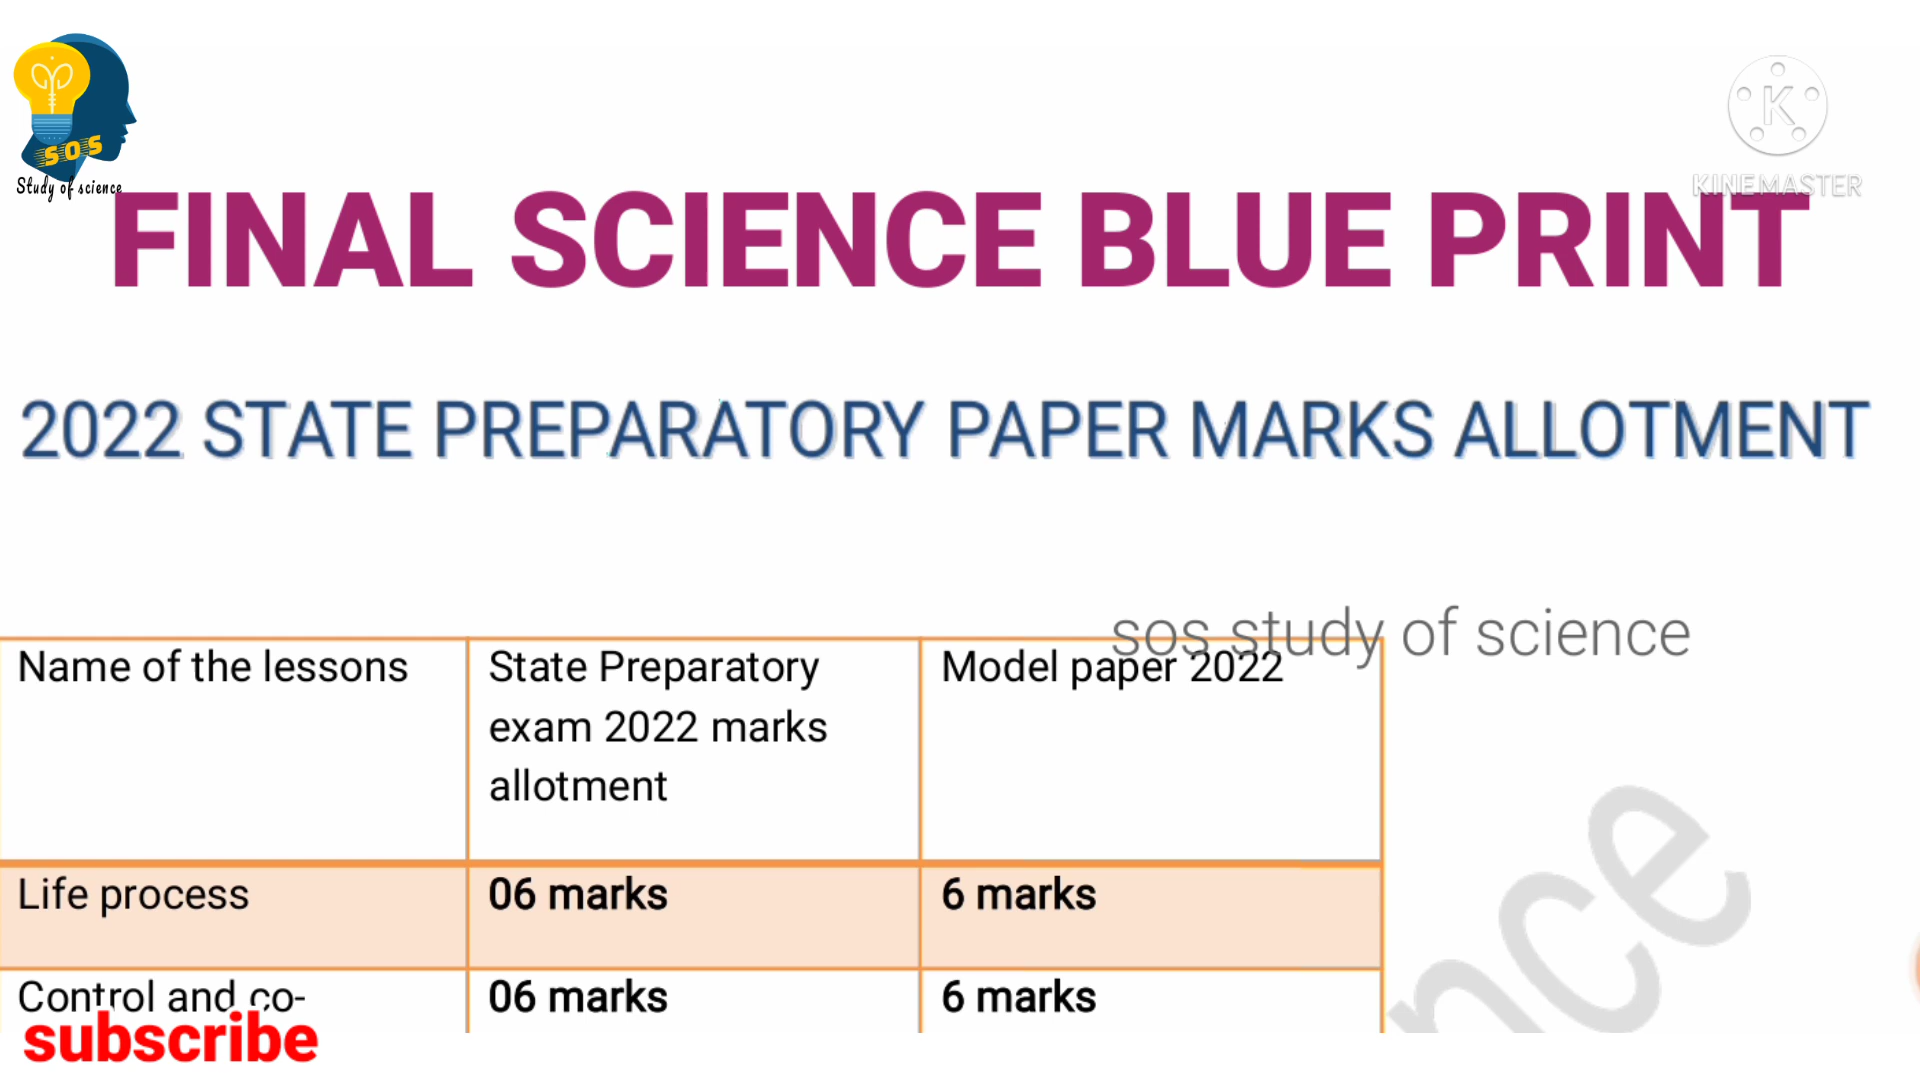 SOS
Study of science
K
KINEMASTER
FINAL SCIENCE BLUE PRINT
2022 STATE PREPARATORY PAPER MARKS ALLOTMENT
sos study of science
Name of the lessons
State Preparatory
exam 2022 marks
allotment
Model paper 2022
Life process
06 marks
6 marks
Control and co-
06 marks
6 marks
nce
subscribe